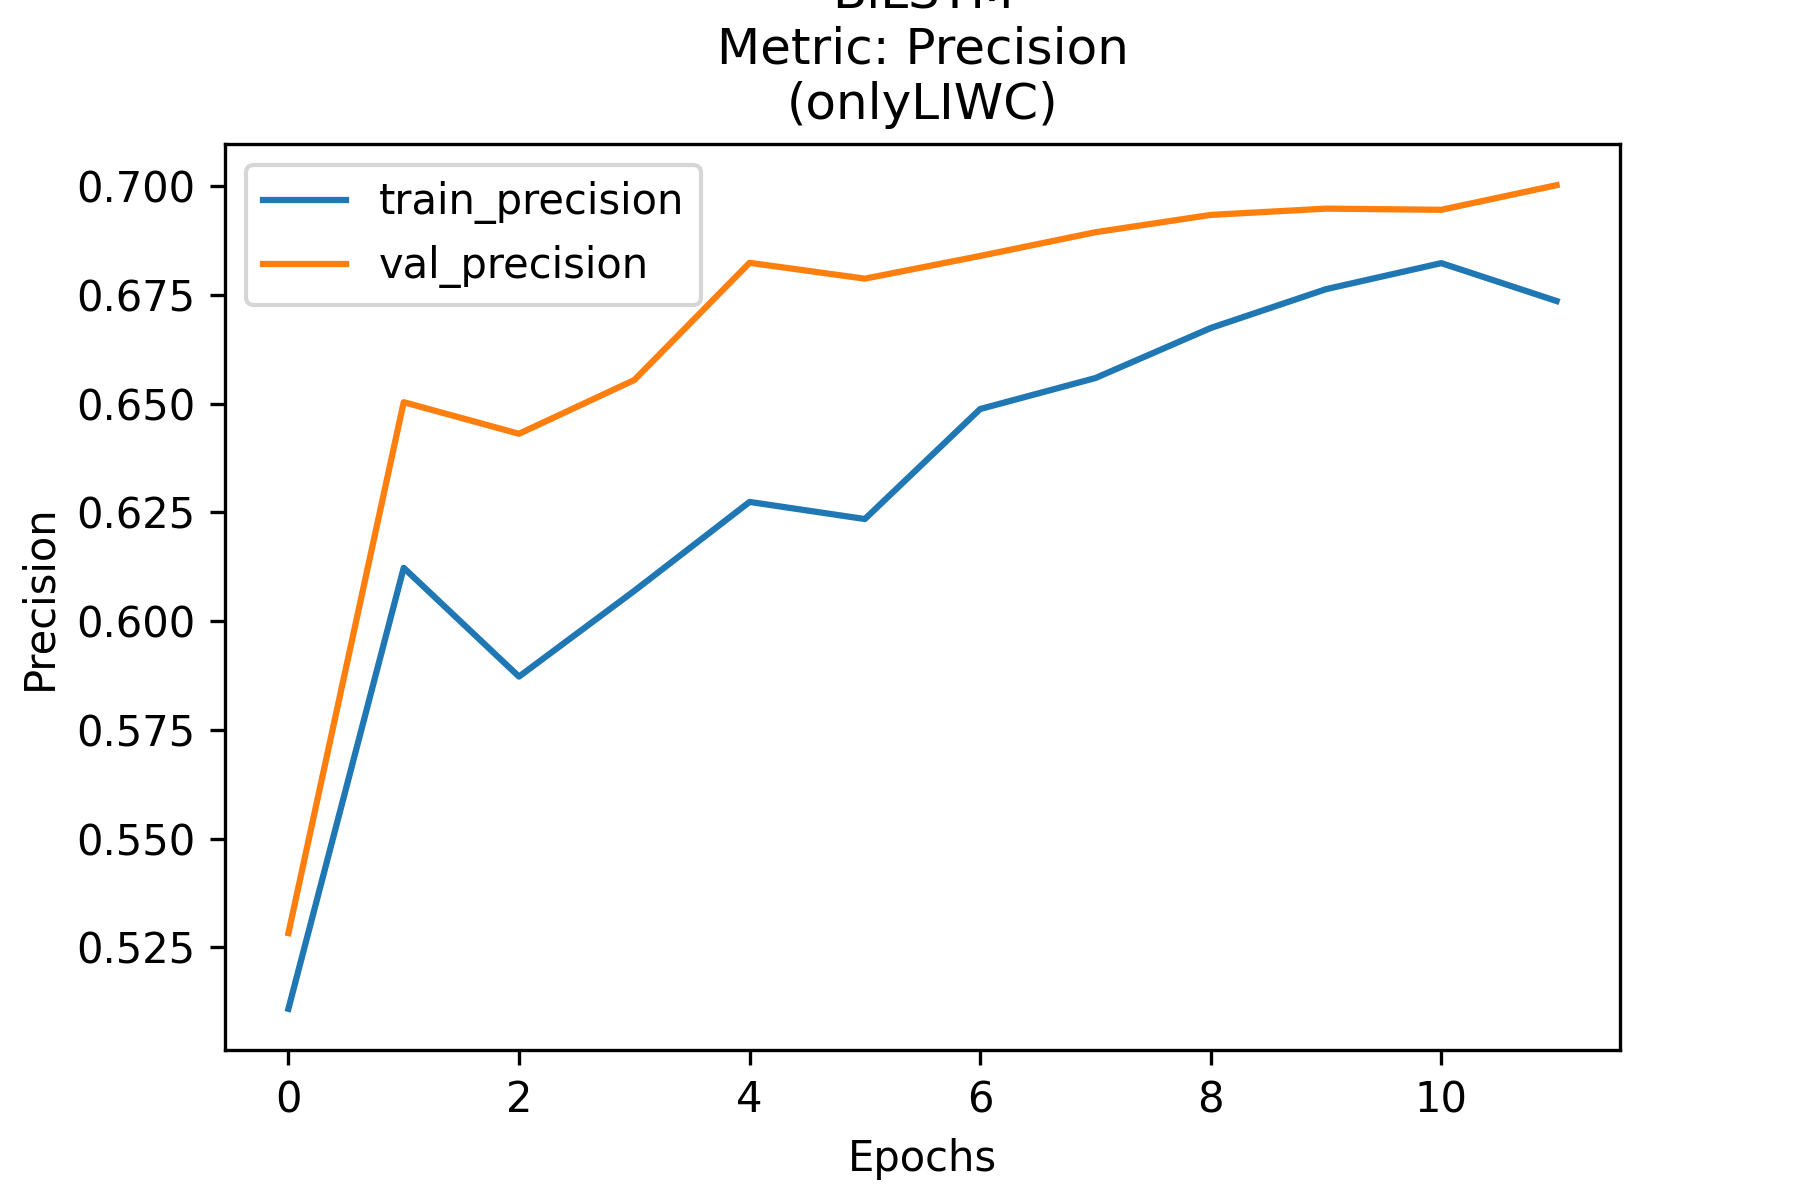 BiLSTM
Metric: Precision
(onlyLIWC)
train_precision
val_precision
0.700
0.675
0.650
0.625
0.600
0.575
0.550
0.525
Precision
0
2
4
6
8
10
Epochs